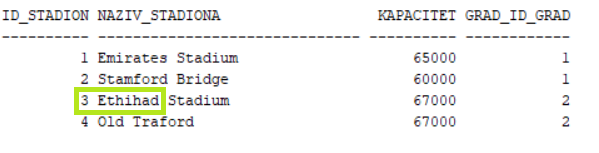 ID_STADION NAZIV_STADIONA KAPACITET GRAD_ID_GRAD
---------- ------------------------------ ---------- ------------
1 Emirates Stadium 65000 1
2 Stamford Bridge 60000 1
3 Ethihad Stadium 67000 2
4 Old Traford 67000 2